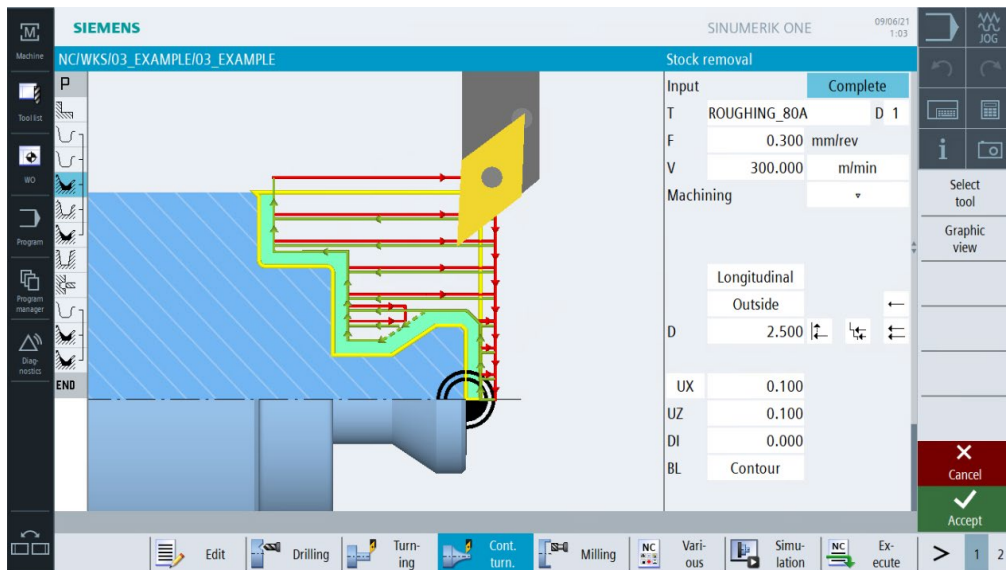 M
Machine
Tool list
WO
Program
Program
manager
Diag-
nostics
SIEMENS
SINUMERIK ONE
09/06/21
1:03
JOG
NC/WKS/03_EXAMPLE/03_EXAMPLE
Stock removal
P
END
Input
Complete
T
ROUGHING_80A
D 1
F
0.300 mm/rev
V
300.000 m/min
Machining
Longitudinal
Outside
D
2.500
UX
0.100
UZ
0.100
DI
0.000
BL
Contour
i
Select
tool
Graphic
view
Cancel
Accept
Edit
Drilling
Turn-
ing
Cont.
turn.
Milling
NC
Vari-
ous
Simu-
lation
NC
Ex-
ecute
>
1
2